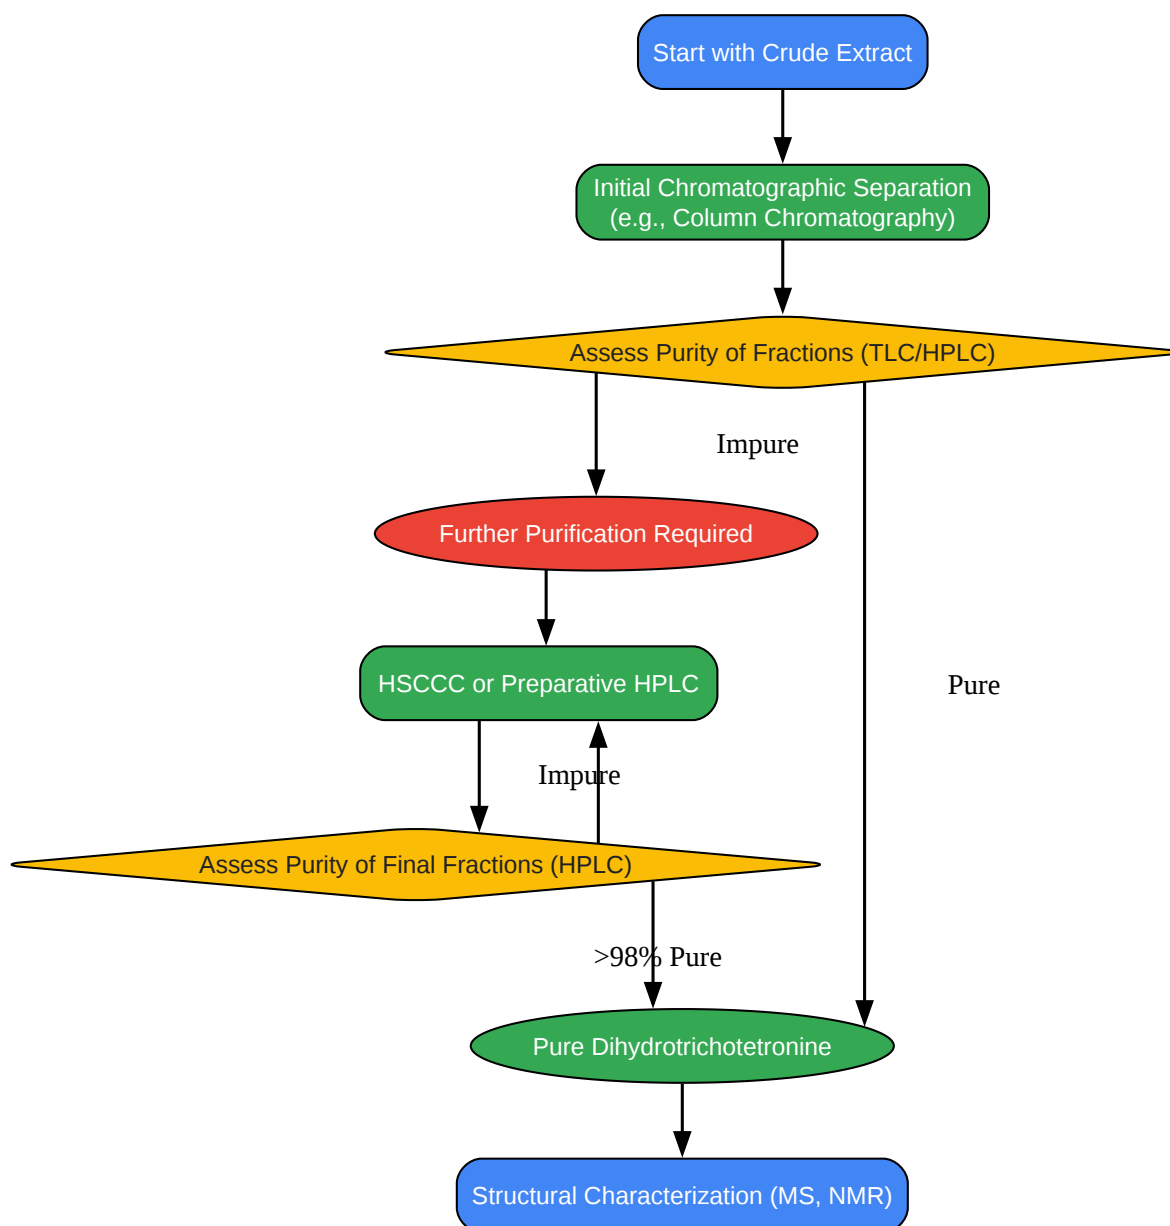 Start with Crude Extract
Initial Chromatographic Separation
(e.g., Column Chromatography)
Assess Purity of Fractions (TLC/HPLC)
Impure
Further Purification Required
HSCCC or Preparative HPLC
Pure
Impure
Assess Purity of Final Fractions (HPLC)
>98% Pure
Pure Dihydrotrichotetronine
Structural Characterization (MS, NMR)